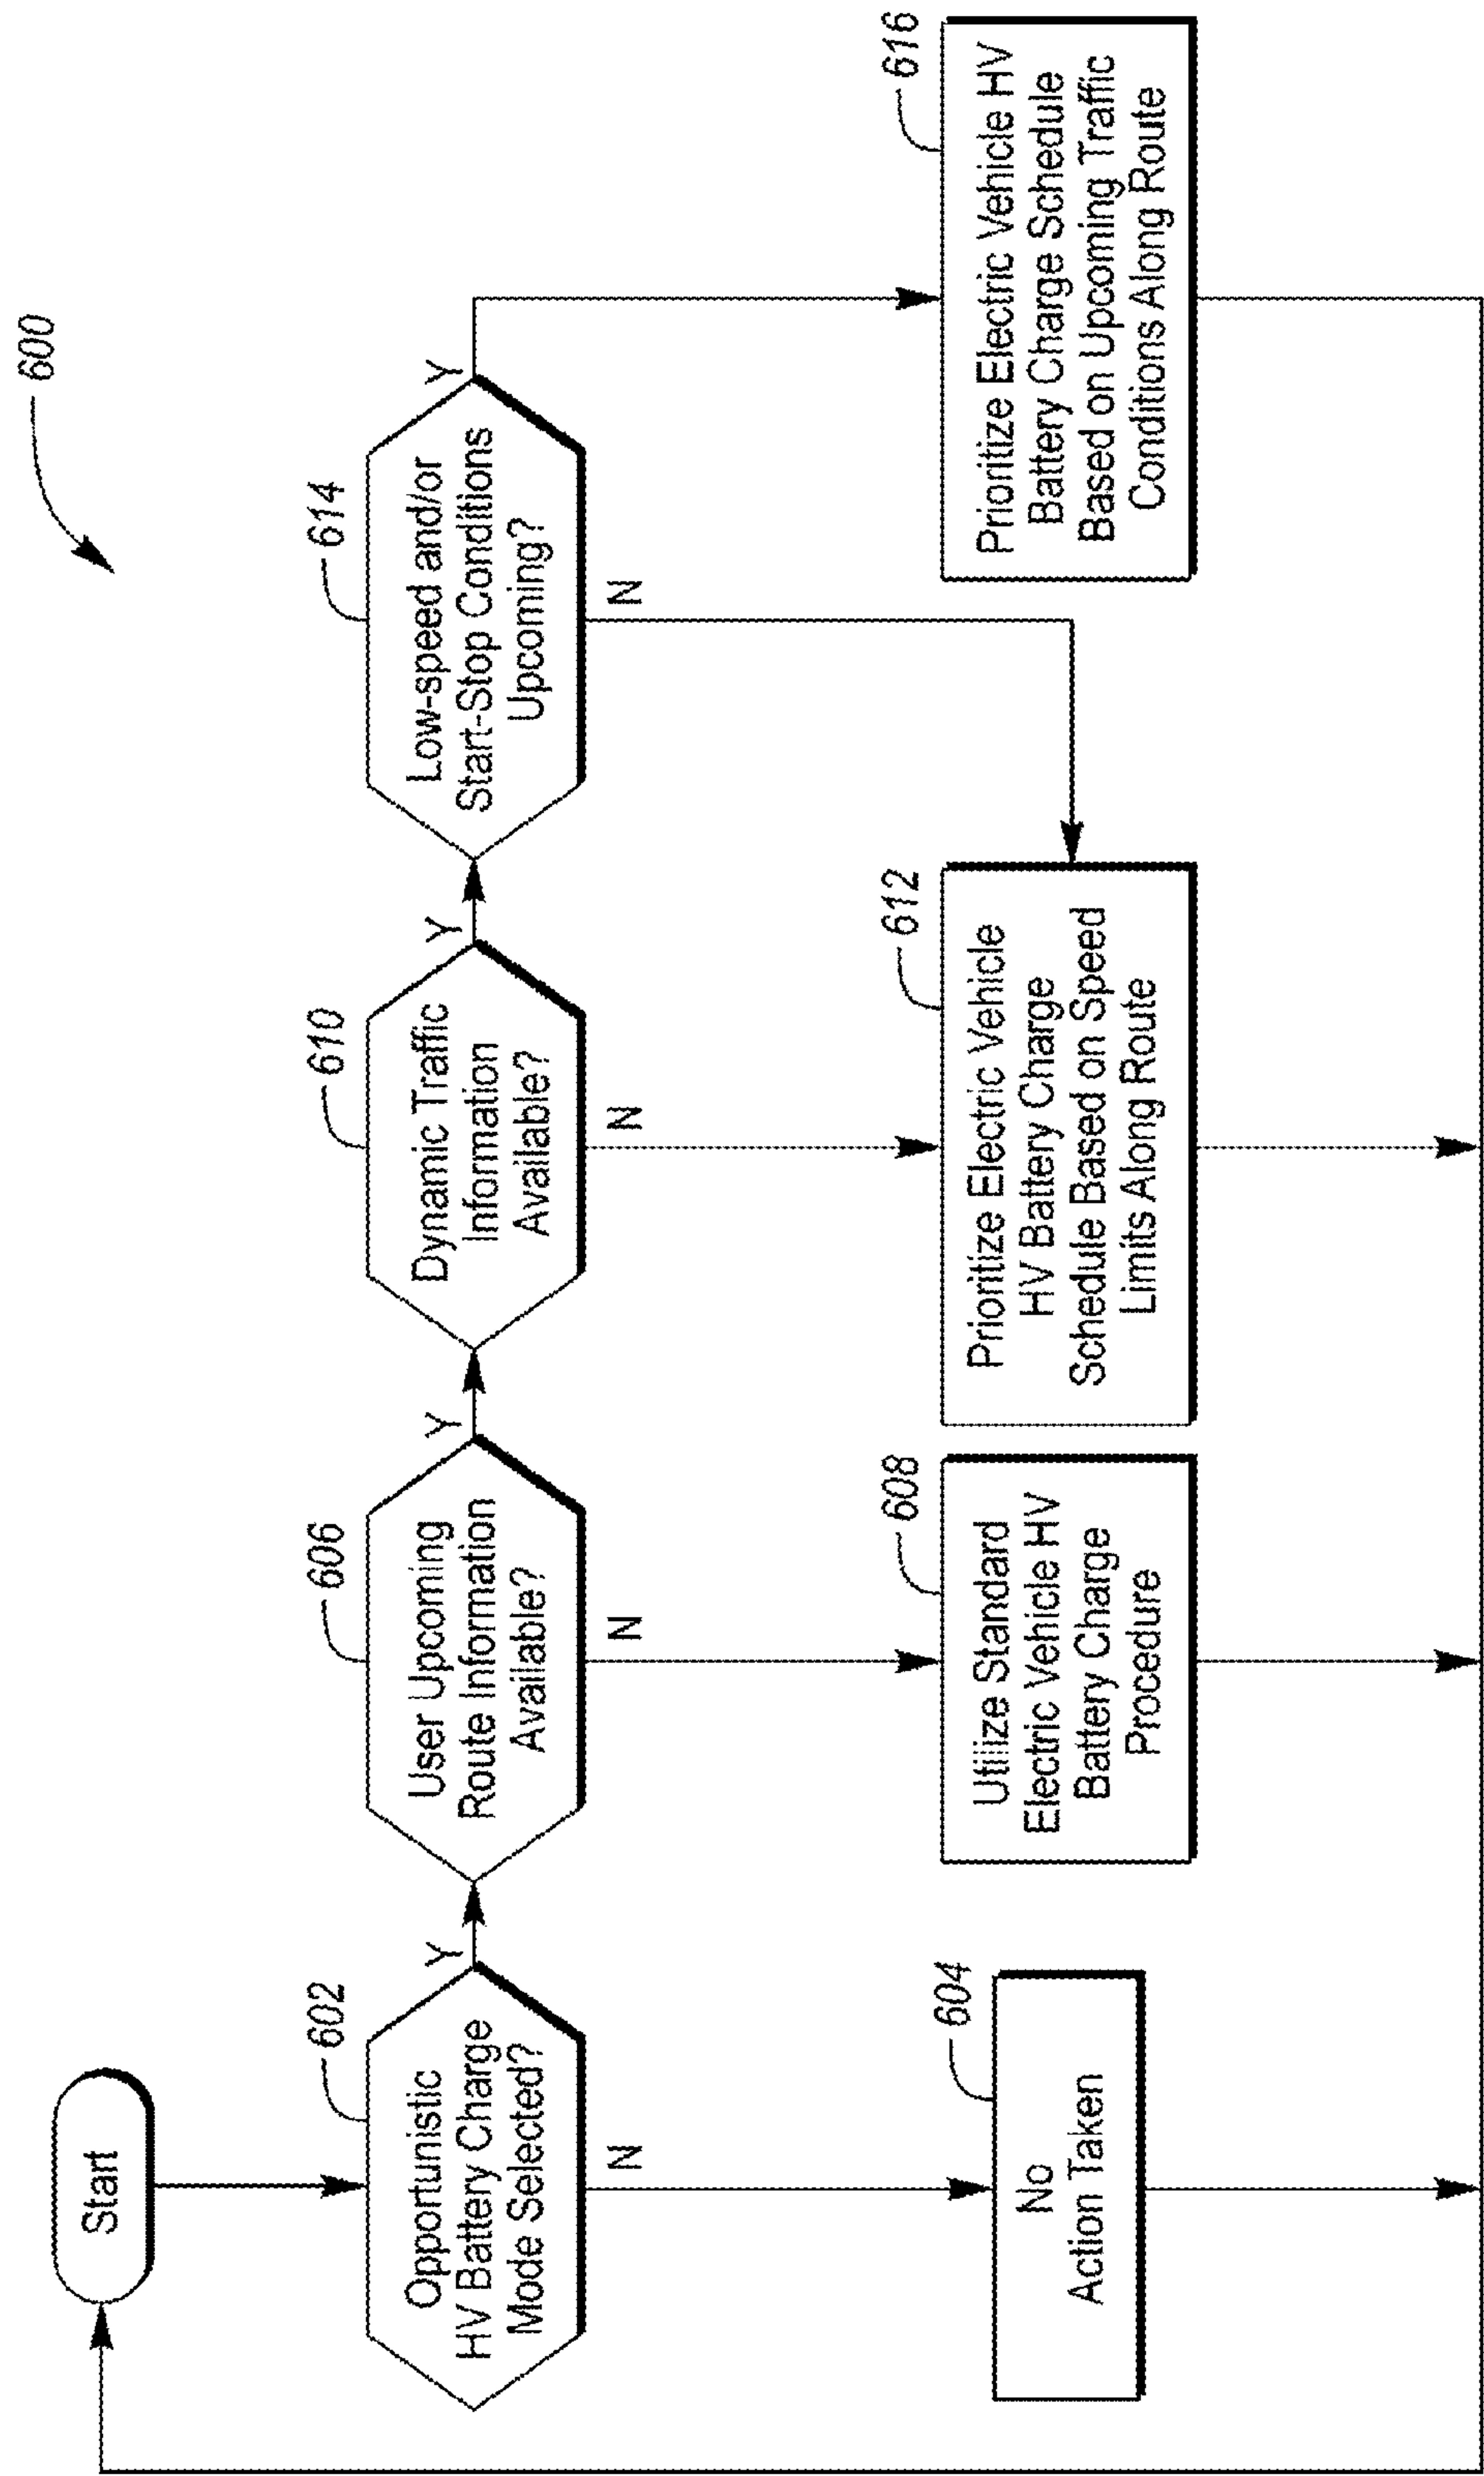 600
Start
602
Opportunistic
HV Battery Charge
Mode Selected?
Y
N
604
No
Action Taken
606
User Upcoming
Route Information
Available?
Y
N
608
Utilize Standard
Electric Vehicle HV
Battery Charge
Procedure
610
Dynamic Traffic
Information
Available?
Y
N
612
Prioritize Electric Vehicle
HV Battery Charge
Schedule Based on Speed
Limits Along Route
614
Low-speed and/or
Start-Stop Conditions
Upcoming?
Y
N
616
Prioritize Electric Vehicle HV
Battery Charge Schedule
Based on Upcoming Traffic
Conditions Along Route